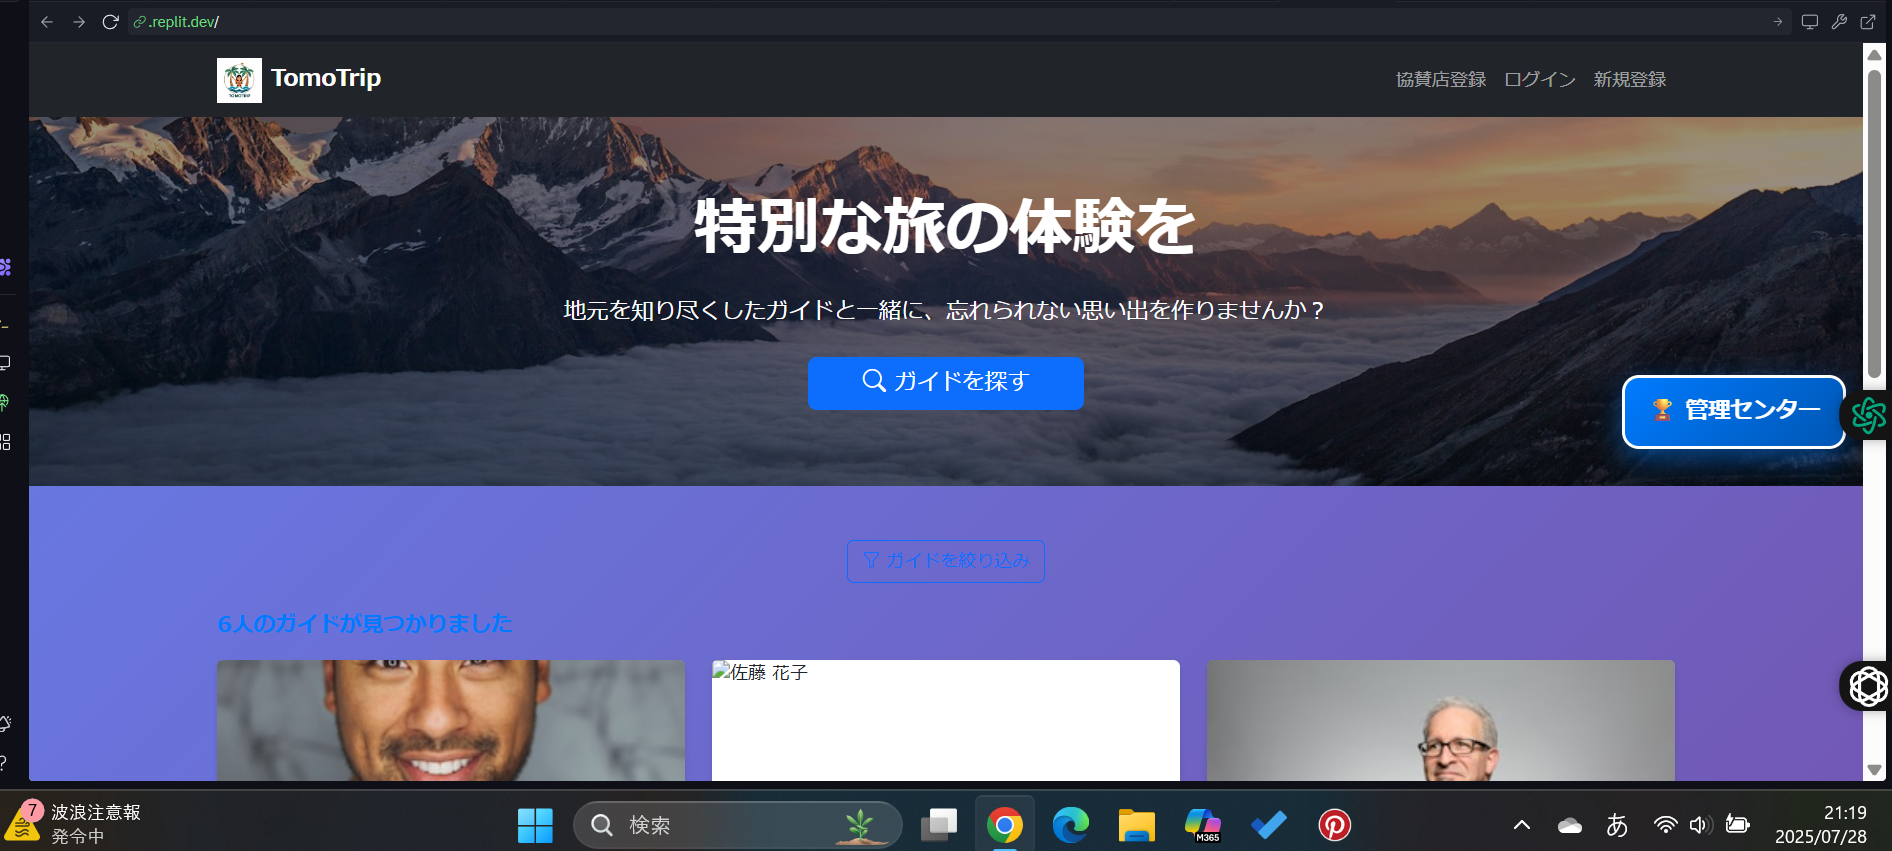 .replit.dev/
TomoTrip
協賛店登録 ログイン 新規登録
特別な旅の体験を
地元を知り尽くしたガイドと一緒に、忘れられない思い出を作りませんか？
ガイドを探す
管理センター
ガイドを絞り込み
6人のガイドが見つかりました
佐藤 花子
7
波浪注意報
発令中
検索
M365
あ
21:19
2025/07/28